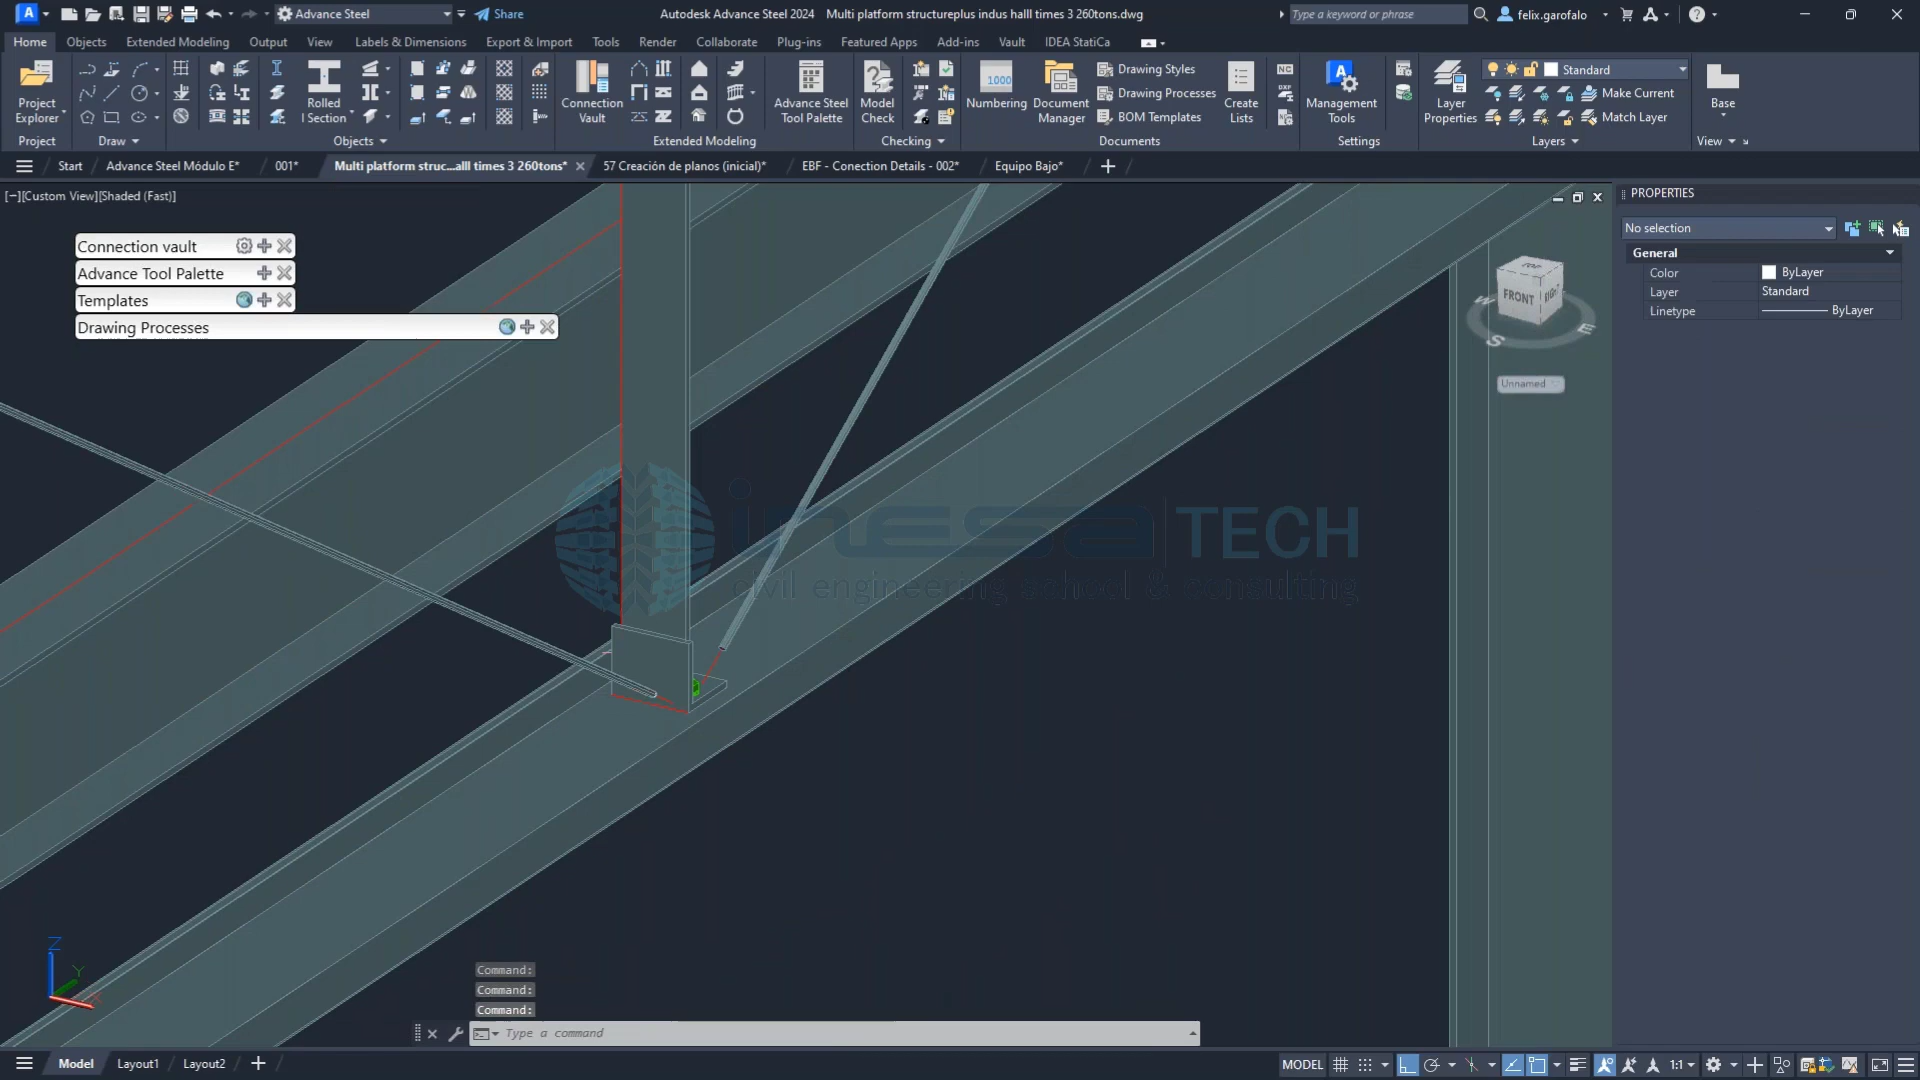 Advance Steel
Share
Autodesk Advance Steel 2024 Multi platform structureplus indus halll times 3 260tons.dwg
Type a keyword or phrase
felix.garofalo
Home Objects Extended Modeling Output View Labels & Dimensions Export & Import Tools Render Collaborate Plug-ins Featured Apps Add-ins Vault IDEA StatiCa
Project Explorer
Project
Draw
Rolled I Section
Objects
Connection Vault
Extended Modeling
Advance Steel Tool Palette
Model Check
Checking
1000
Numbering
Document Manager
Drawing Styles
Drawing Processes
BOM Templates
Create Lists
NC
DXF
NC
Documents
Management Tools
Settings
Layer Properties
Standard
Make Current
Match Layer
Layers
Base
View
Start
Advance Steel Módulo E*
001*
Multi platform struc...alll times 3 260tons*
57 Creación de planos (inicial)*
EBF - Conection Details - 002*
Equipo Bajo*
[−][Custom View][Shaded (Fast)]
Connection vault
Advance Tool Palette
Templates
Drawing Processes
TOP
FRONT
RIGHT
W
S
E
Unnamed
PROPERTIES
No selection
General
Color ByLayer
Layer Standard
Linetype ByLayer
inesa TECH
civil engineering school & consulting
Z
Y
X
Command:
Command:
Command:
Type a command
Model Layout1 Layout2
MODEL
1:1